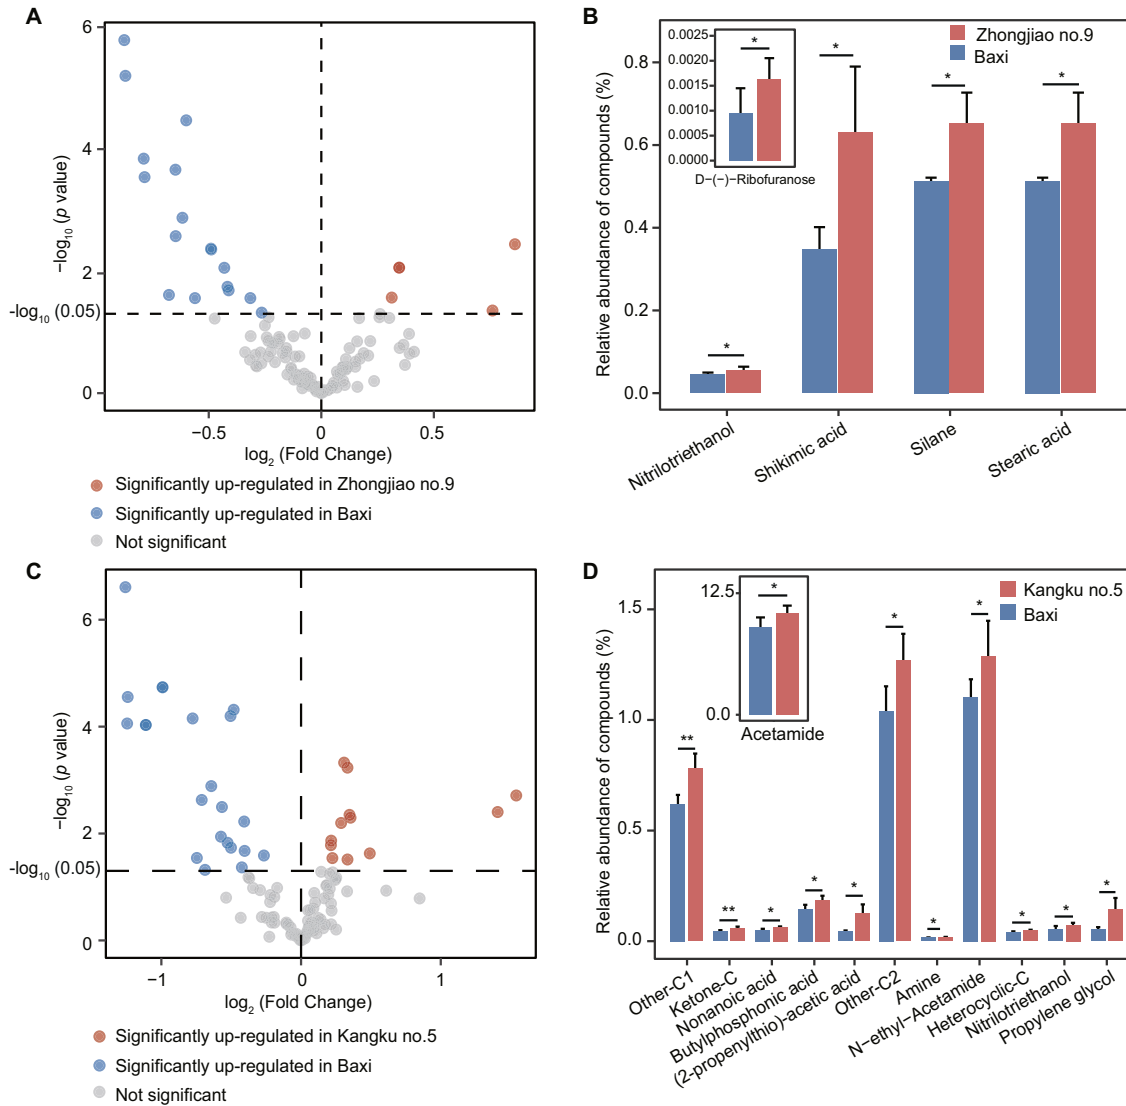 A
6
4
2
-log10 (0.05)
0
−log10 (p value)
−0.5
0
0.5
log2 (Fold Change)
Significantly up-regulated in Zhongjiao no.9
Significantly up-regulated in Baxi
Not significant
B
Zhongjiao no.9
Baxi
0.0025
0.0020
0.0015
0.0010
0.0005
0.0000
*
D−(−)−Ribofuranose
0.8
0.6
0.4
0.2
0.0
Relative abundance of compounds (%)
*
*
*
*
Nitrilotriethanol
Shikimic acid
Silane
Stearic acid
C
6
4
2
-log10 (0.05)
0
−log10 (p value)
−1
0
1
log2 (Fold Change)
Significantly up-regulated in Kangku no.5
Significantly up-regulated in Baxi
Not significant
D
Kangku no.5
Baxi
12.5
0.0
*
Acetamide
1.5
1.0
0.5
0.0
Relative abundance of compounds (%)
**
**
*
*
*
*
*
*
*
*
*
Other-C1
Ketone-C
Nonanoic acid
Butylphosphonic acid
(2-propenylthio)-acetic acid
Other-C2
Amine
N−ethyl−Acetamide
Heterocyclic-C
Nitrilotriethanol
Propylene glycol